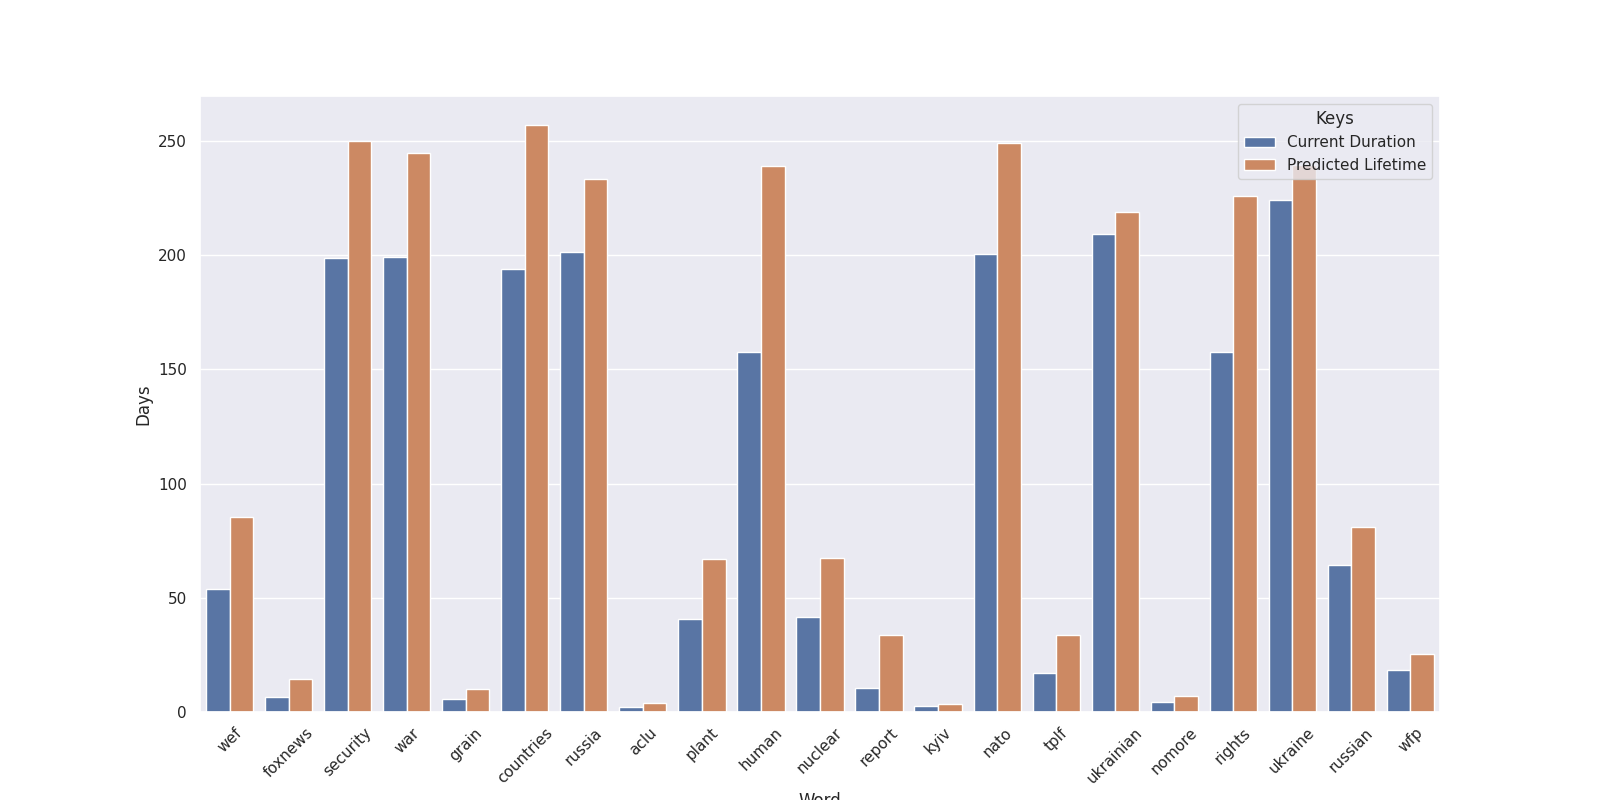 Keys
Current Duration
Predicted Lifetime
Days
250
200
150
100
50
0
wef
foxnews
security
war
grain
countries
russia
aclu
plant
human
nuclear
report
kyiv
nato
tplf
ukrainian
nomore
rights
ukraine
russian
wfp
Word